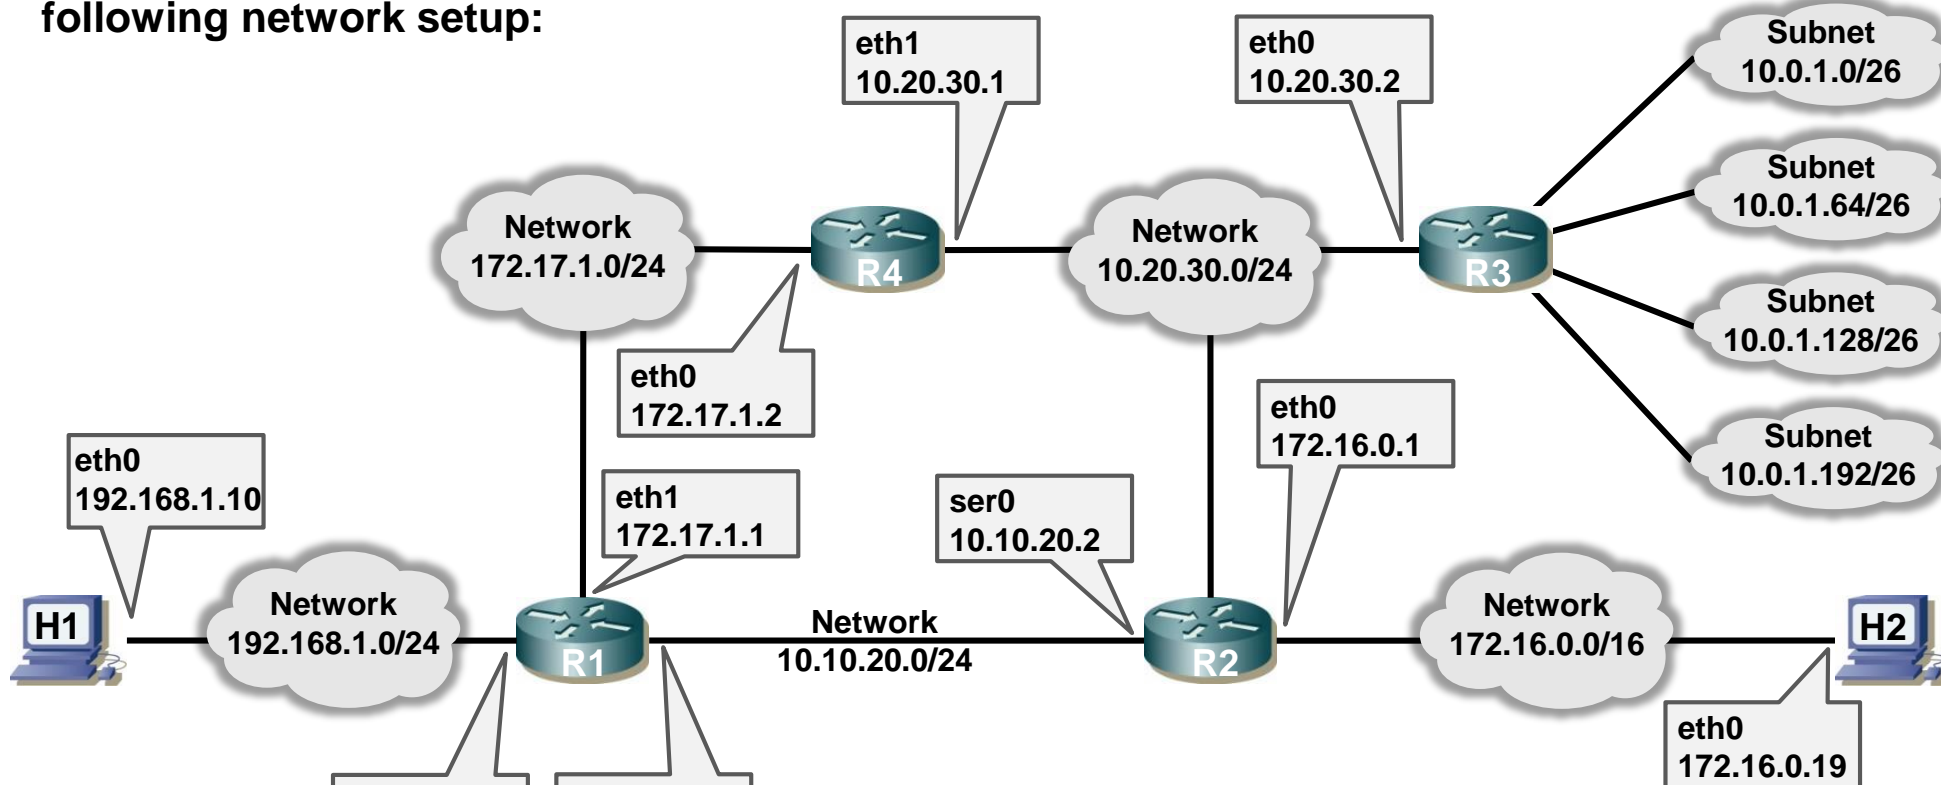 following network setup:
eth1
10.20.30.1
eth0
10.20.30.2
Subnet
10.0.1.0/26
Subnet
10.0.1.64/26
Network
172.17.1.0/24
R4
Network
10.20.30.0/24
R3
Subnet
10.0.1.128/26
eth0
172.17.1.2
eth0
172.16.0.1
Subnet
10.0.1.192/26
eth0
192.168.1.10
eth1
172.17.1.1
ser0
10.10.20.2
H1
Network
192.168.1.0/24
R1
Network
10.10.20.0/24
R2
Network
172.16.0.0/16
H2
eth0
172.16.0.19